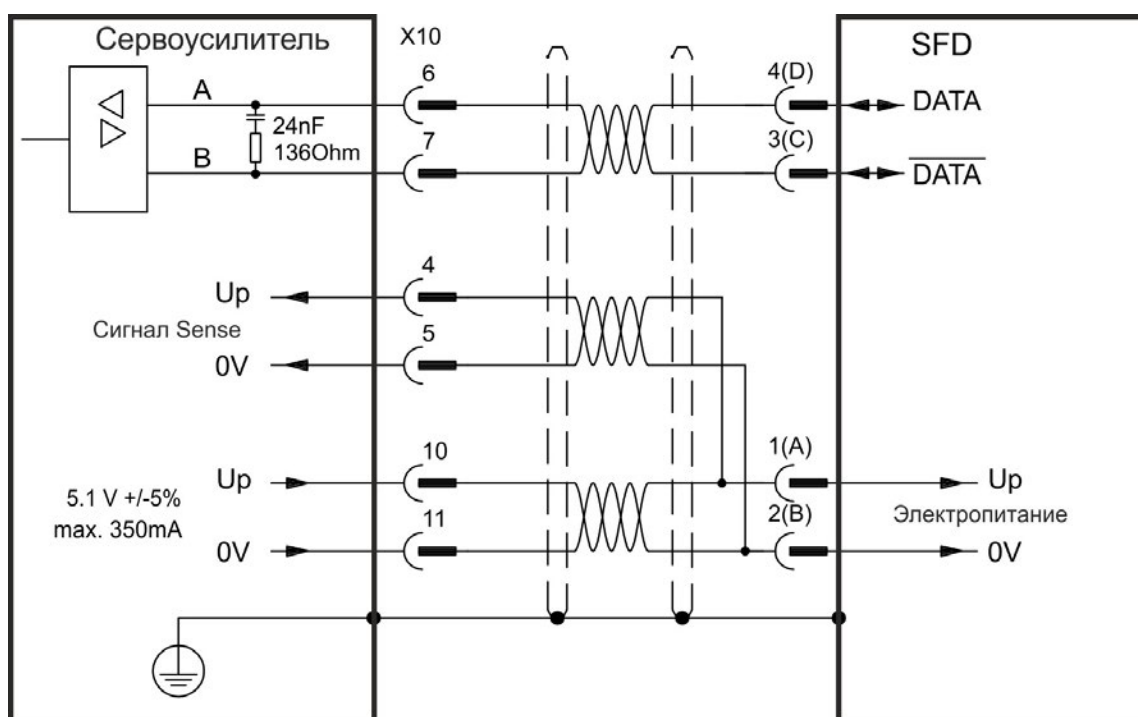 Сервоусилитель
X10
SFD
6
4(D)
A
DATA
24nF
136Ohm
7
3(C)
B
DATA
4
Up
Сигнал Sense
5
0V
10
1(A)
Up
Up
5.1 V +/-5%
max. 350mA
11
2(B)
Электропитание
0V
0V